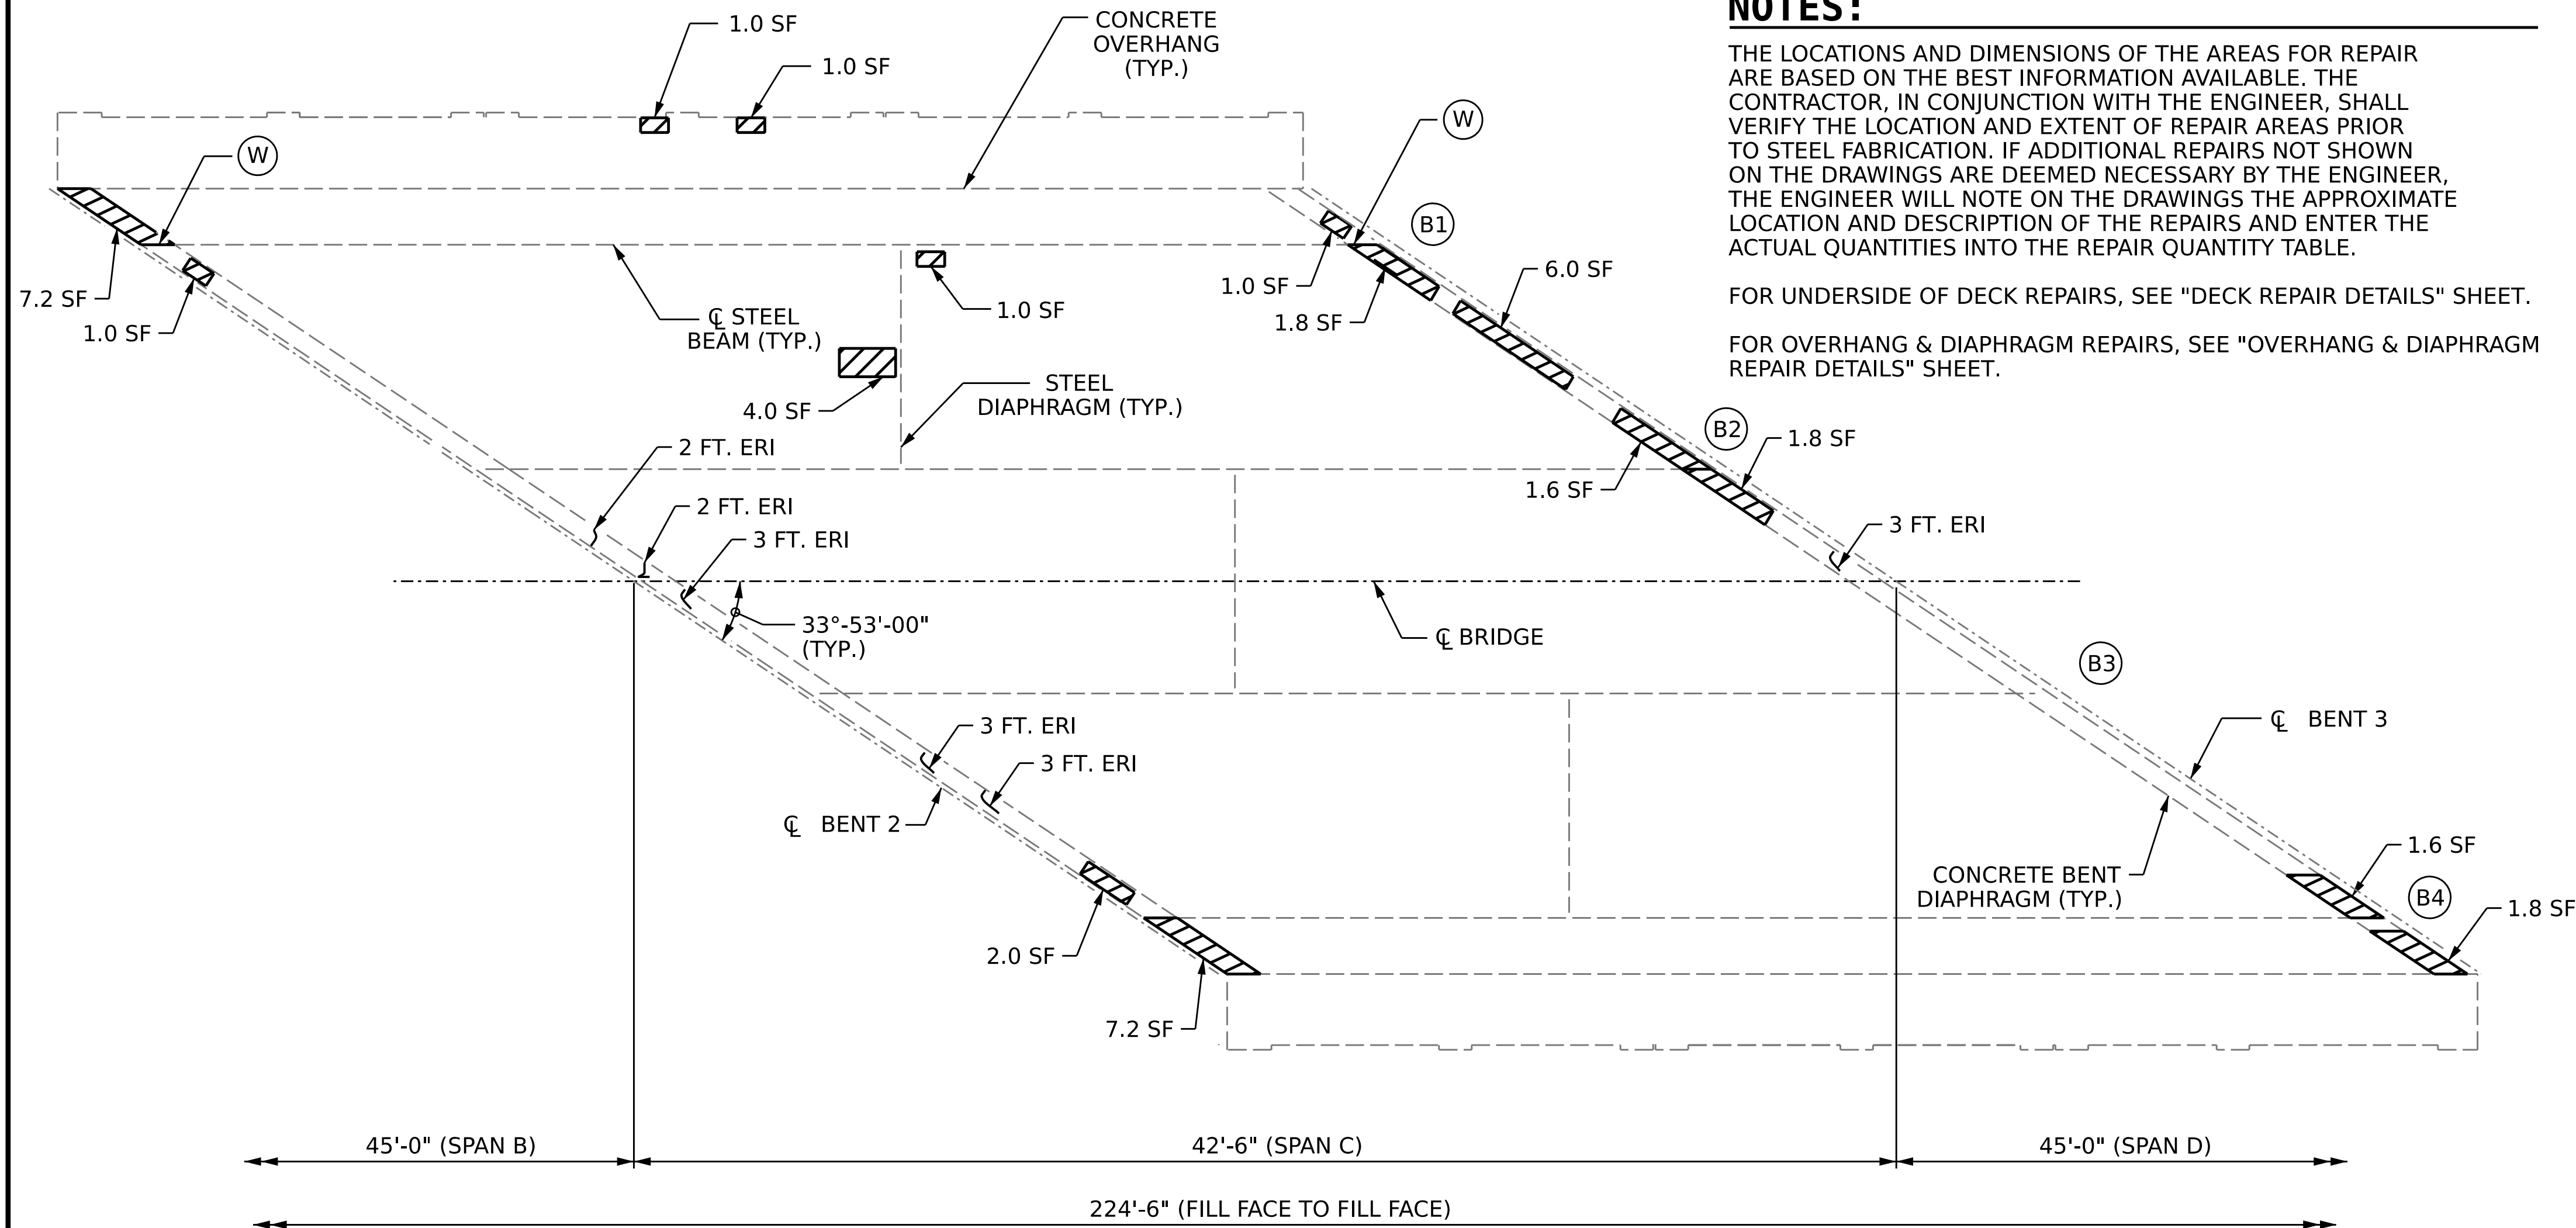 NOTES:
THE LOCATIONS AND DIMENSIONS OF THE AREAS FOR REPAIR
ARE BASED ON THE BEST INFORMATION AVAILABLE. THE
CONTRACTOR, IN CONJUNCTION WITH THE ENGINEER, SHALL
VERIFY THE LOCATION AND EXTENT OF REPAIR AREAS PRIOR
TO STEEL FABRICATION. IF ADDITIONAL REPAIRS NOT SHOWN
ON THE DRAWINGS ARE DEEMED NECESSARY BY THE ENGINEER,
THE ENGINEER WILL NOTE ON THE DRAWINGS THE APPROXIMATE
LOCATION AND DESCRIPTION OF THE REPAIRS AND ENTER THE
ACTUAL QUANTITIES INTO THE REPAIR QUANTITY TABLE.
FOR UNDERSIDE OF DECK REPAIRS, SEE "DECK REPAIR DETAILS" SHEET.
FOR OVERHANG & DIAPHRAGM REPAIRS, SEE "OVERHANG & DIAPHRAGM
REPAIR DETAILS" SHEET.
1.0 SF
1.0 SF
CONCRETE
OVERHANG
(TYP.)
W
W
B1
7.2 SF
1.0 SF
1.0 SF
℄ STEEL
BEAM (TYP.)
1.0 SF
1.8 SF
6.0 SF
4.0 SF
STEEL
DIAPHRAGM (TYP.)
B2
1.8 SF
1.6 SF
2 FT. ERI
2 FT. ERI
3 FT. ERI
3 FT. ERI
33°-53'-00"
(TYP.)
℄ BRIDGE
B3
3 FT. ERI
3 FT. ERI
℄ BENT 3
℄ BENT 2
CONCRETE BENT
DIAPHRAGM (TYP.)
1.6 SF
B4
1.8 SF
2.0 SF
7.2 SF
45'-0" (SPAN B)
42'-6" (SPAN C)
45'-0" (SPAN D)
224'-6" (FILL FACE TO FILL FACE)